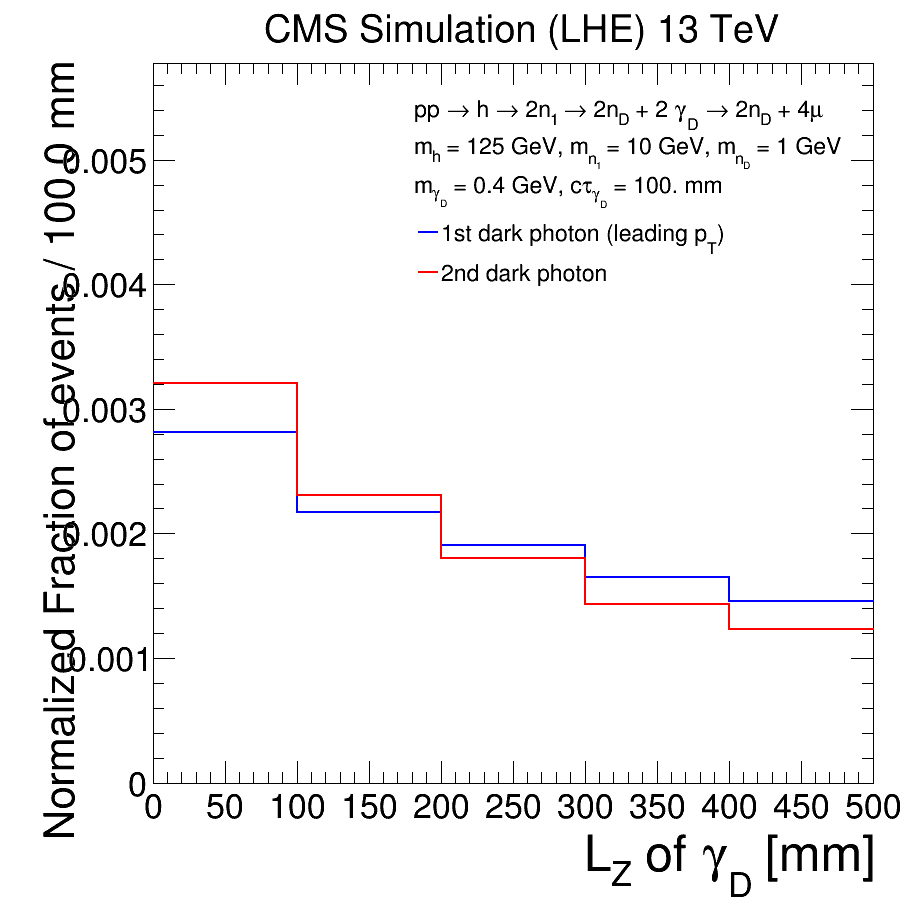 CMS Simulation (LHE) 13 TeV
pp → h → 2n1 → 2nD + 2 γD → 2nD + 4μ
mh = 125 GeV, mn1 = 10 GeV, mnD = 1 GeV
mγD = 0.4 GeV, cτγD = 100. mm
1st dark photon (leading pT)
2nd dark photon
Normalized Fraction of events / 100.0 mm
0.005
0.004
0.003
0.002
0.001
0
0 50 100 150 200 250 300 350 400 450 500
LZ of γD [mm]